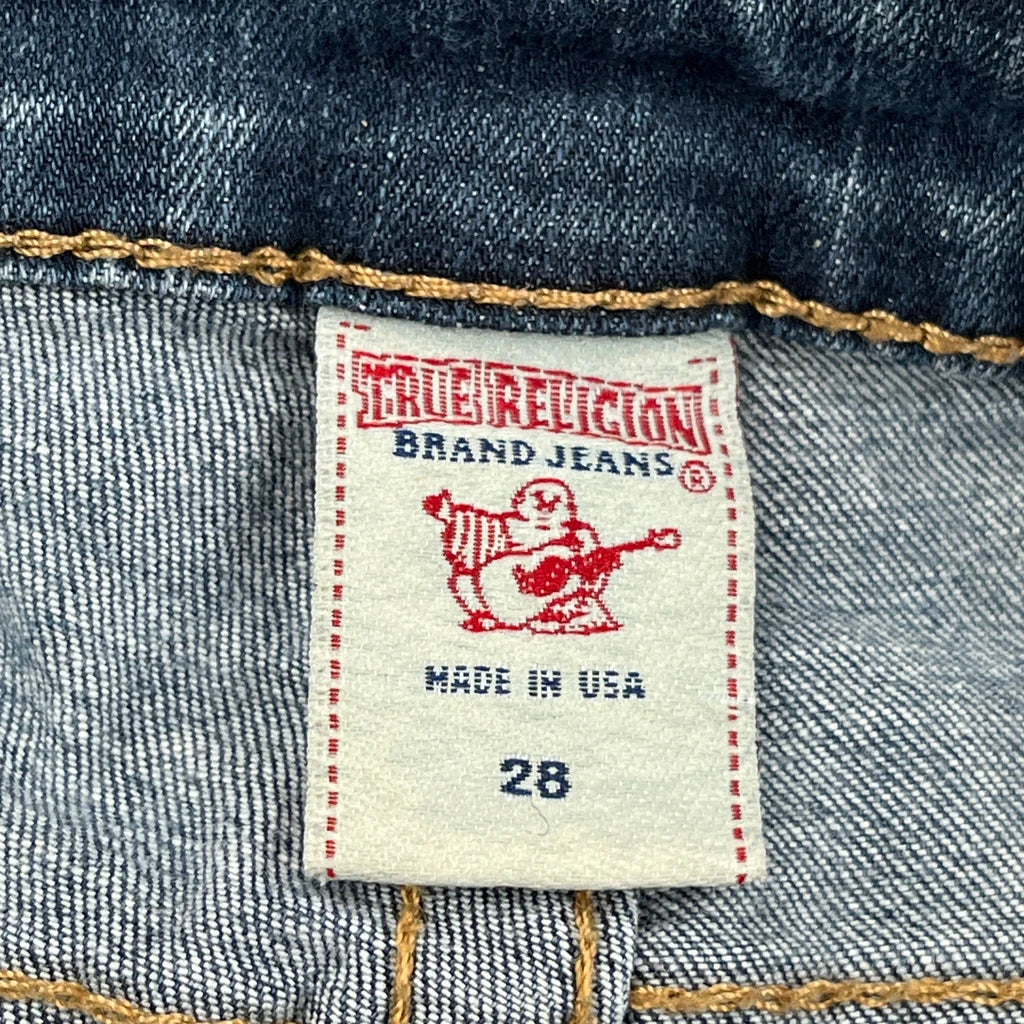 TRUE RELIGION
BRAND JEANS ®
MADE IN USA
28